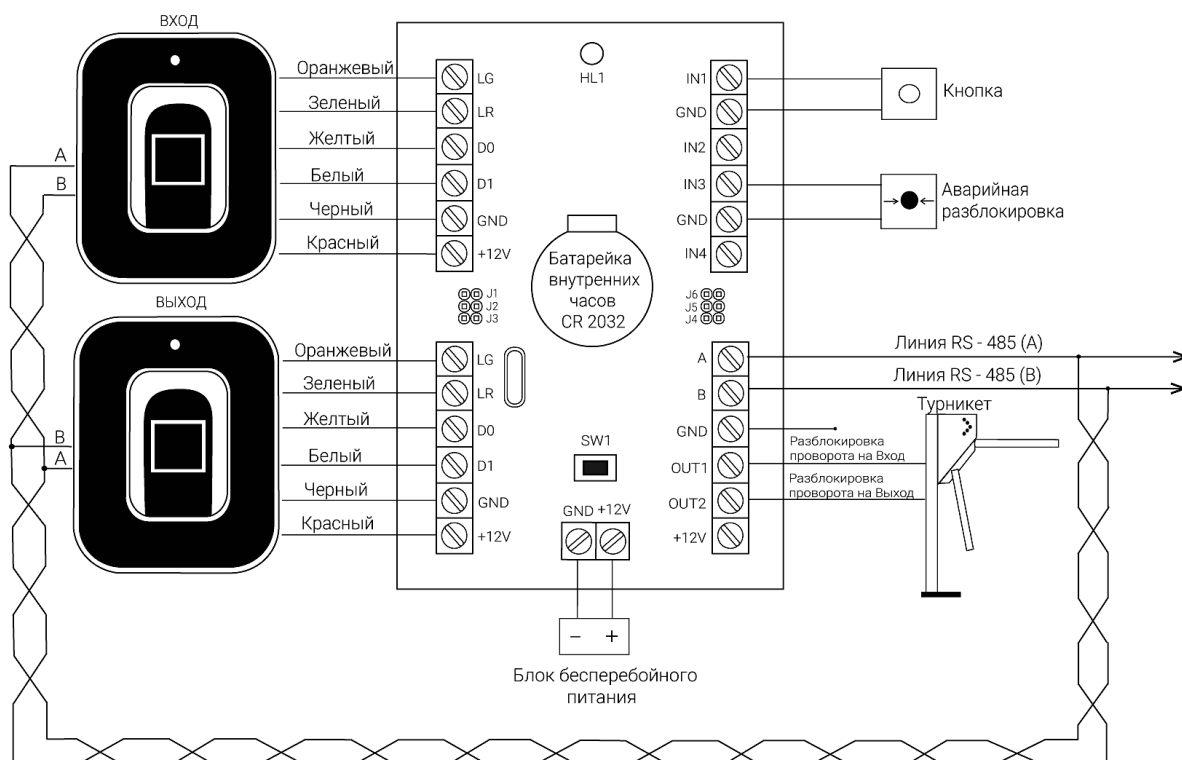 ВХОД
A
B
Оранжевый
LG
Зеленый
LR
Желтый
D0
Белый
D1
Черный
GND
Красный
+12V
HL1
IN1
GND
IN2
IN3
GND
IN4
Кнопка
Аварийная
разблокировка
Батарейка
внутренних
часов
CR 2032
J1
J2
J3
J6
J5
J4
ВЫХОД
B
A
Оранжевый
LG
Зеленый
LR
Желтый
D0
Белый
D1
Черный
GND
Красный
+12V
A
B
GND
OUT1
OUT2
+12V
Линия RS - 485 (A)
Линия RS - 485 (B)
Турникет
Разблокировка
проворота на Вход
Разблокировка
проворота на Выход
SW1
GND +12V
− +
Блок бесперебойного
питания